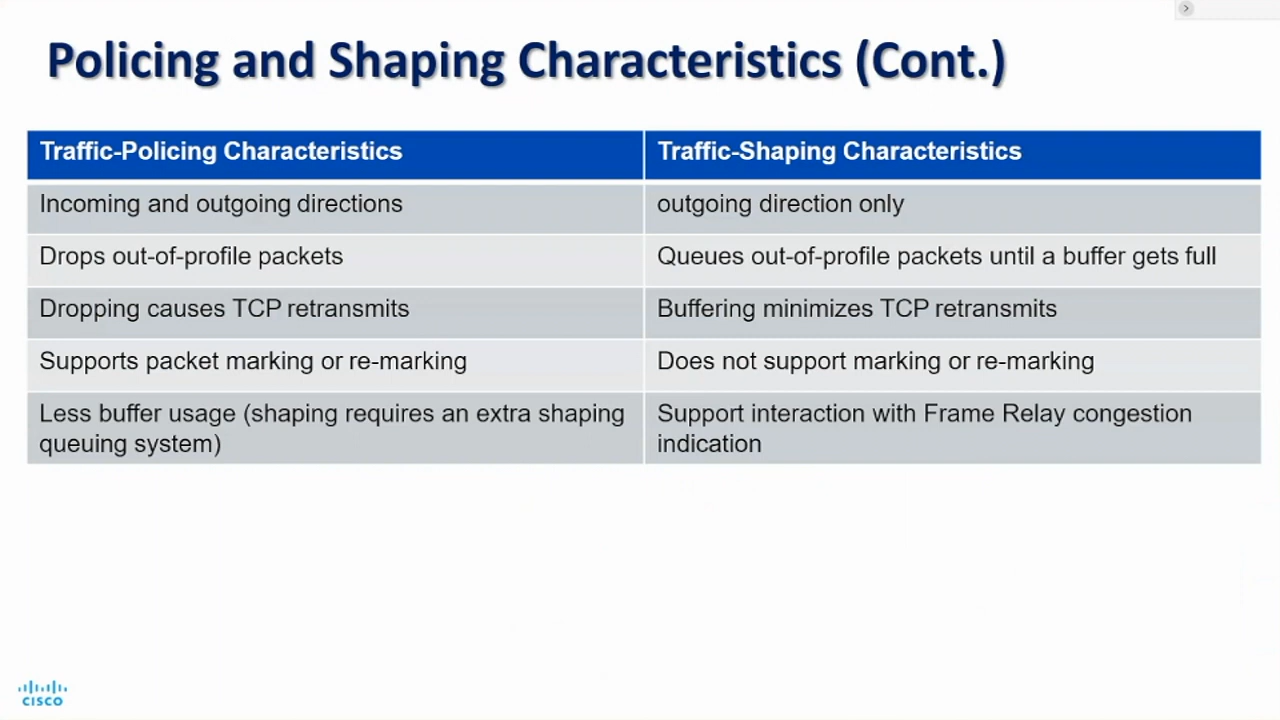 Policing and Shaping Characteristics (Cont.)
Traffic-Policing Characteristics
Traffic-Shaping Characteristics
Incoming and outgoing directions
outgoing direction only
Drops out-of-profile packets
Queues out-of-profile packets until a buffer gets full
Dropping causes TCP retransmits
Buffering minimizes TCP retransmits
Supports packet marking or re-marking
Does not support marking or re-marking
Less buffer usage (shaping requires an extra shaping
queuing system)
Support interaction with Frame Relay congestion
indication
CISCO